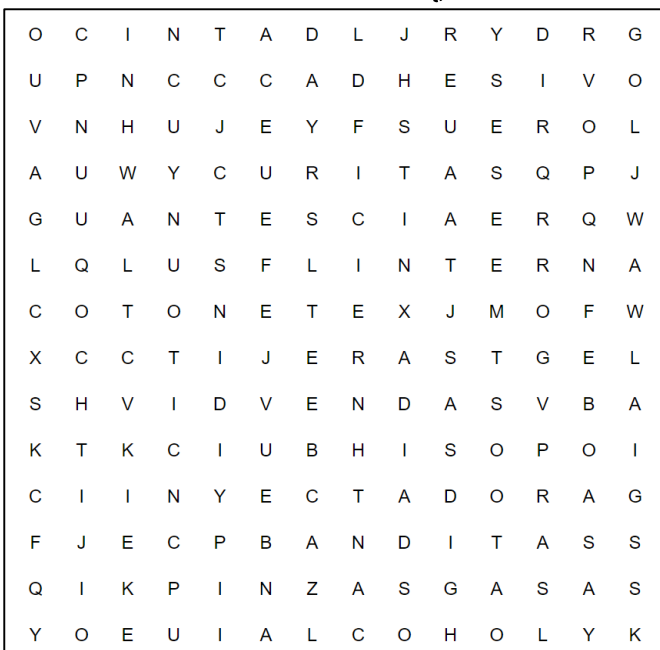 O C I N T A D L J R Y D R G
U P N C C C A D H E S I V O
V N H U J E Y F S U E R O L
A U W Y C U R I T A S Q P J
G U A N T E S C I A E R Q W
L Q L U S F L I N T E R N A
C O T O N E T E X J M O F W
X C C T I J E R A S T G E L
S H V I D V E N D A S V B A
K T K C I U B H I S O P O I
C I I N Y E C T A D O R A G
F J E C P B A N D I T A S S
Q I K P I N Z A S G A S A S
Y O E U I A L C O H O L Y K